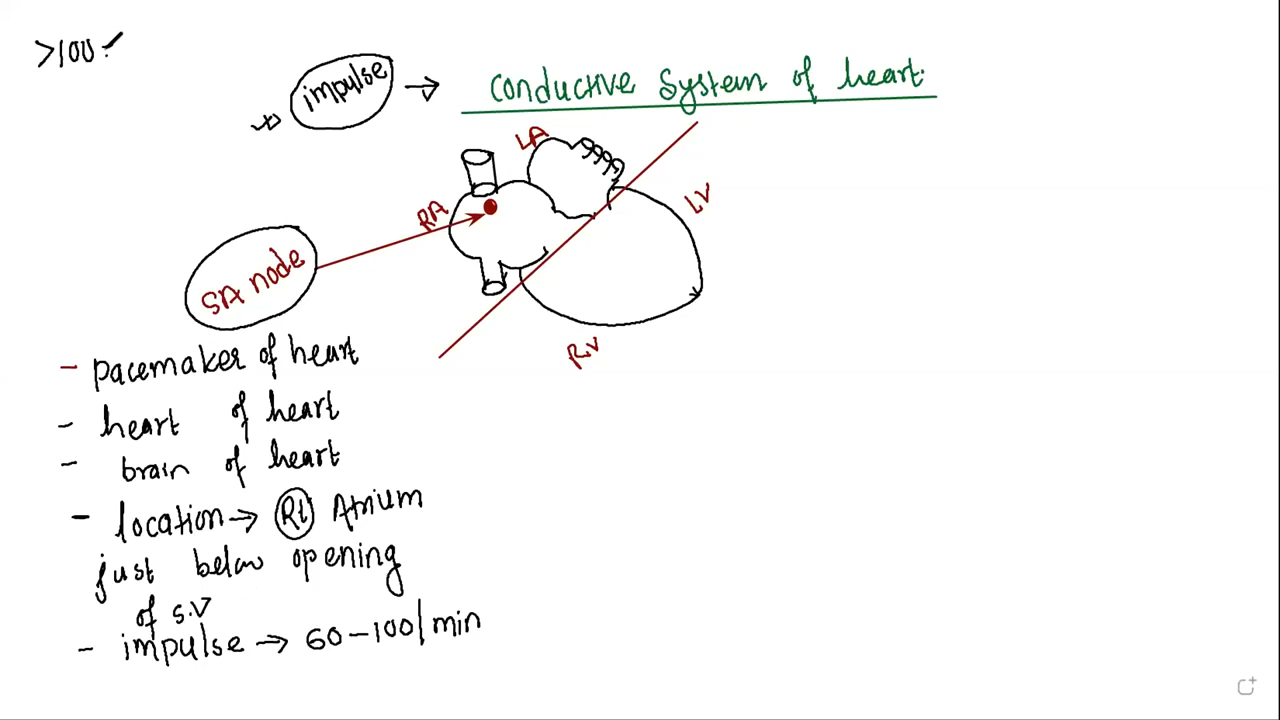 >100
impulse → Conductive System of heart
LA
RA
LV
SA node
RV
- pacemaker of heart
- heart of heart
- brain of heart
- location → Rt Atrium
just below opening
of S.V
- impulse → 60-100/min